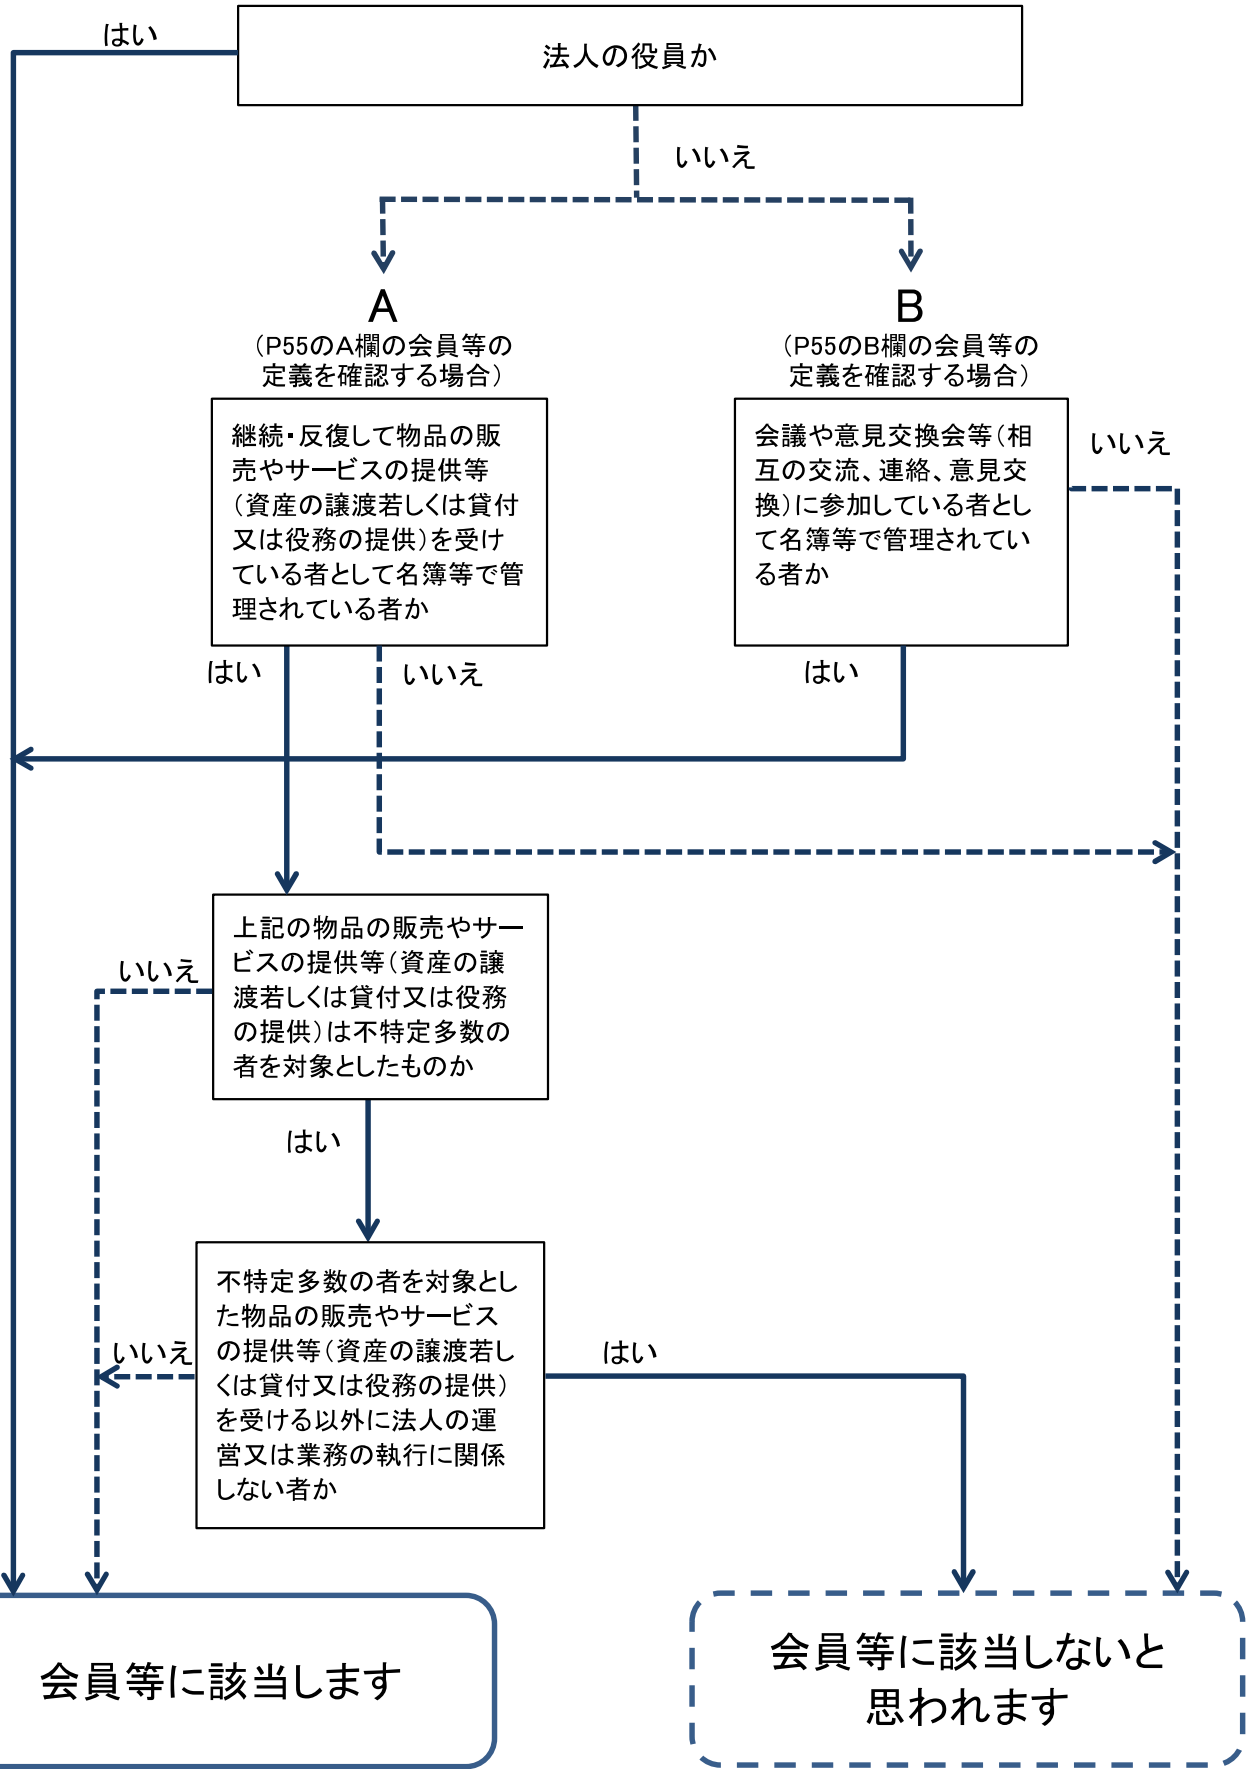 はい
法人の役員か
いいえ
A
（P55のA欄の会員等の
定義を確認する場合）
B
（P55のB欄の会員等の
定義を確認する場合）
継続・反復して物品の販
売やサービスの提供等
（資産の譲渡若しくは貸付
又は役務の提供）を受け
ている者として名簿等で管
理されている者か
会議や意見交換会等（相
互の交流、連絡、意見交
換）に参加している者とし
て名簿等で管理されてい
る者か
いいえ
はい
いいえ
はい
上記の物品の販売やサー
ビスの提供等（資産の譲
渡若しくは貸付又は役務
の提供）は不特定多数の
者を対象としたものか
いいえ
はい
不特定多数の者を対象とし
た物品の販売やサービス
の提供等（資産の譲渡若し
くは貸付又は役務の提供）
を受ける以外に法人の運
営又は業務の執行に関係
しない者か
いいえ
はい
会員等に該当します
会員等に該当しないと
思われます